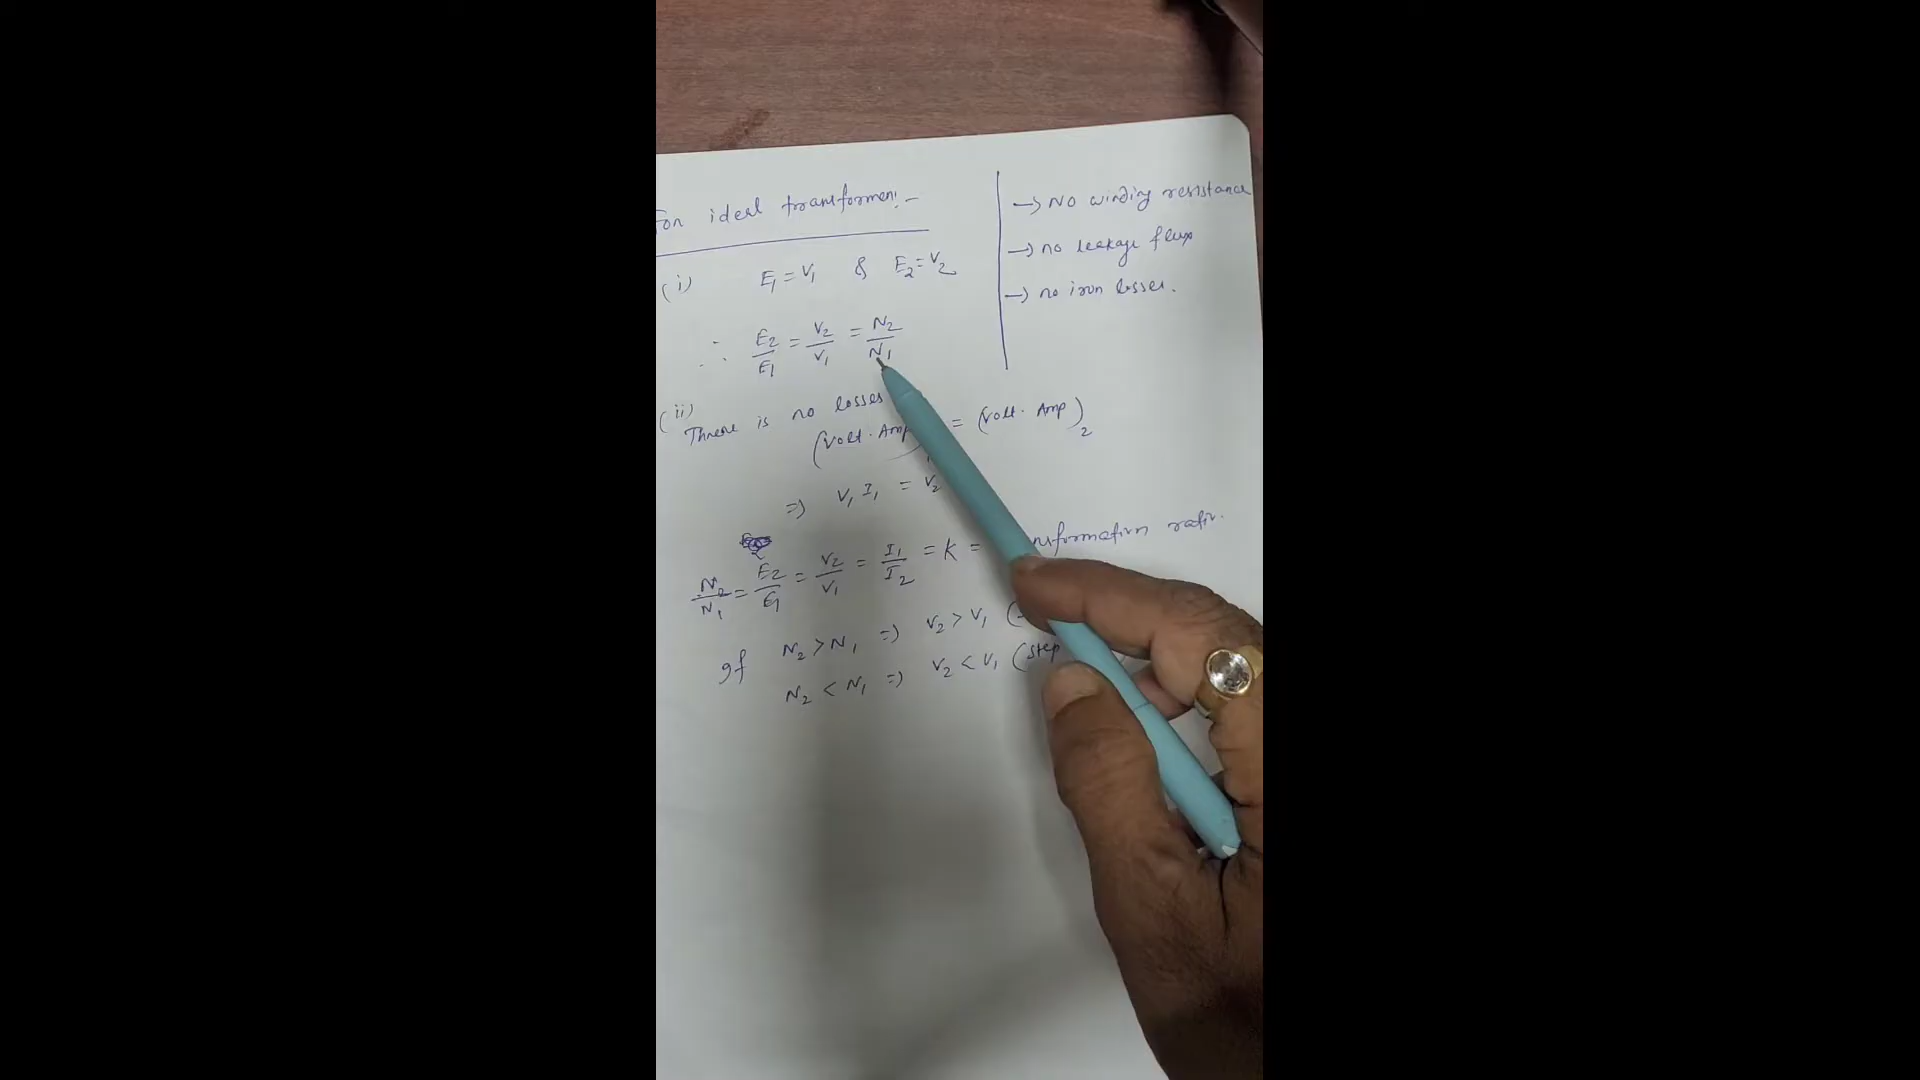 For ideal transformer! -
(i) E₁ = V₁ & E₂ = V₂
∴ E₂/E₁ = V₂/V₁ = N₂/N₁
(ii) There is no losses
(Volt. Amp) = (Volt. Amp)₂
⇒ V₁ I₁ = V₂
N₂/N₁ = E₂/E₁ = V₂/V₁ = I₁/I₂ = K = ratio.
If N₂ > N₁ ⇒ V₂ > V₁ (
N₂ < N₁ ⇒ V₂ < V₁ (Step
→ No winding resistance
→ no leakage flux
→ no iron losses.